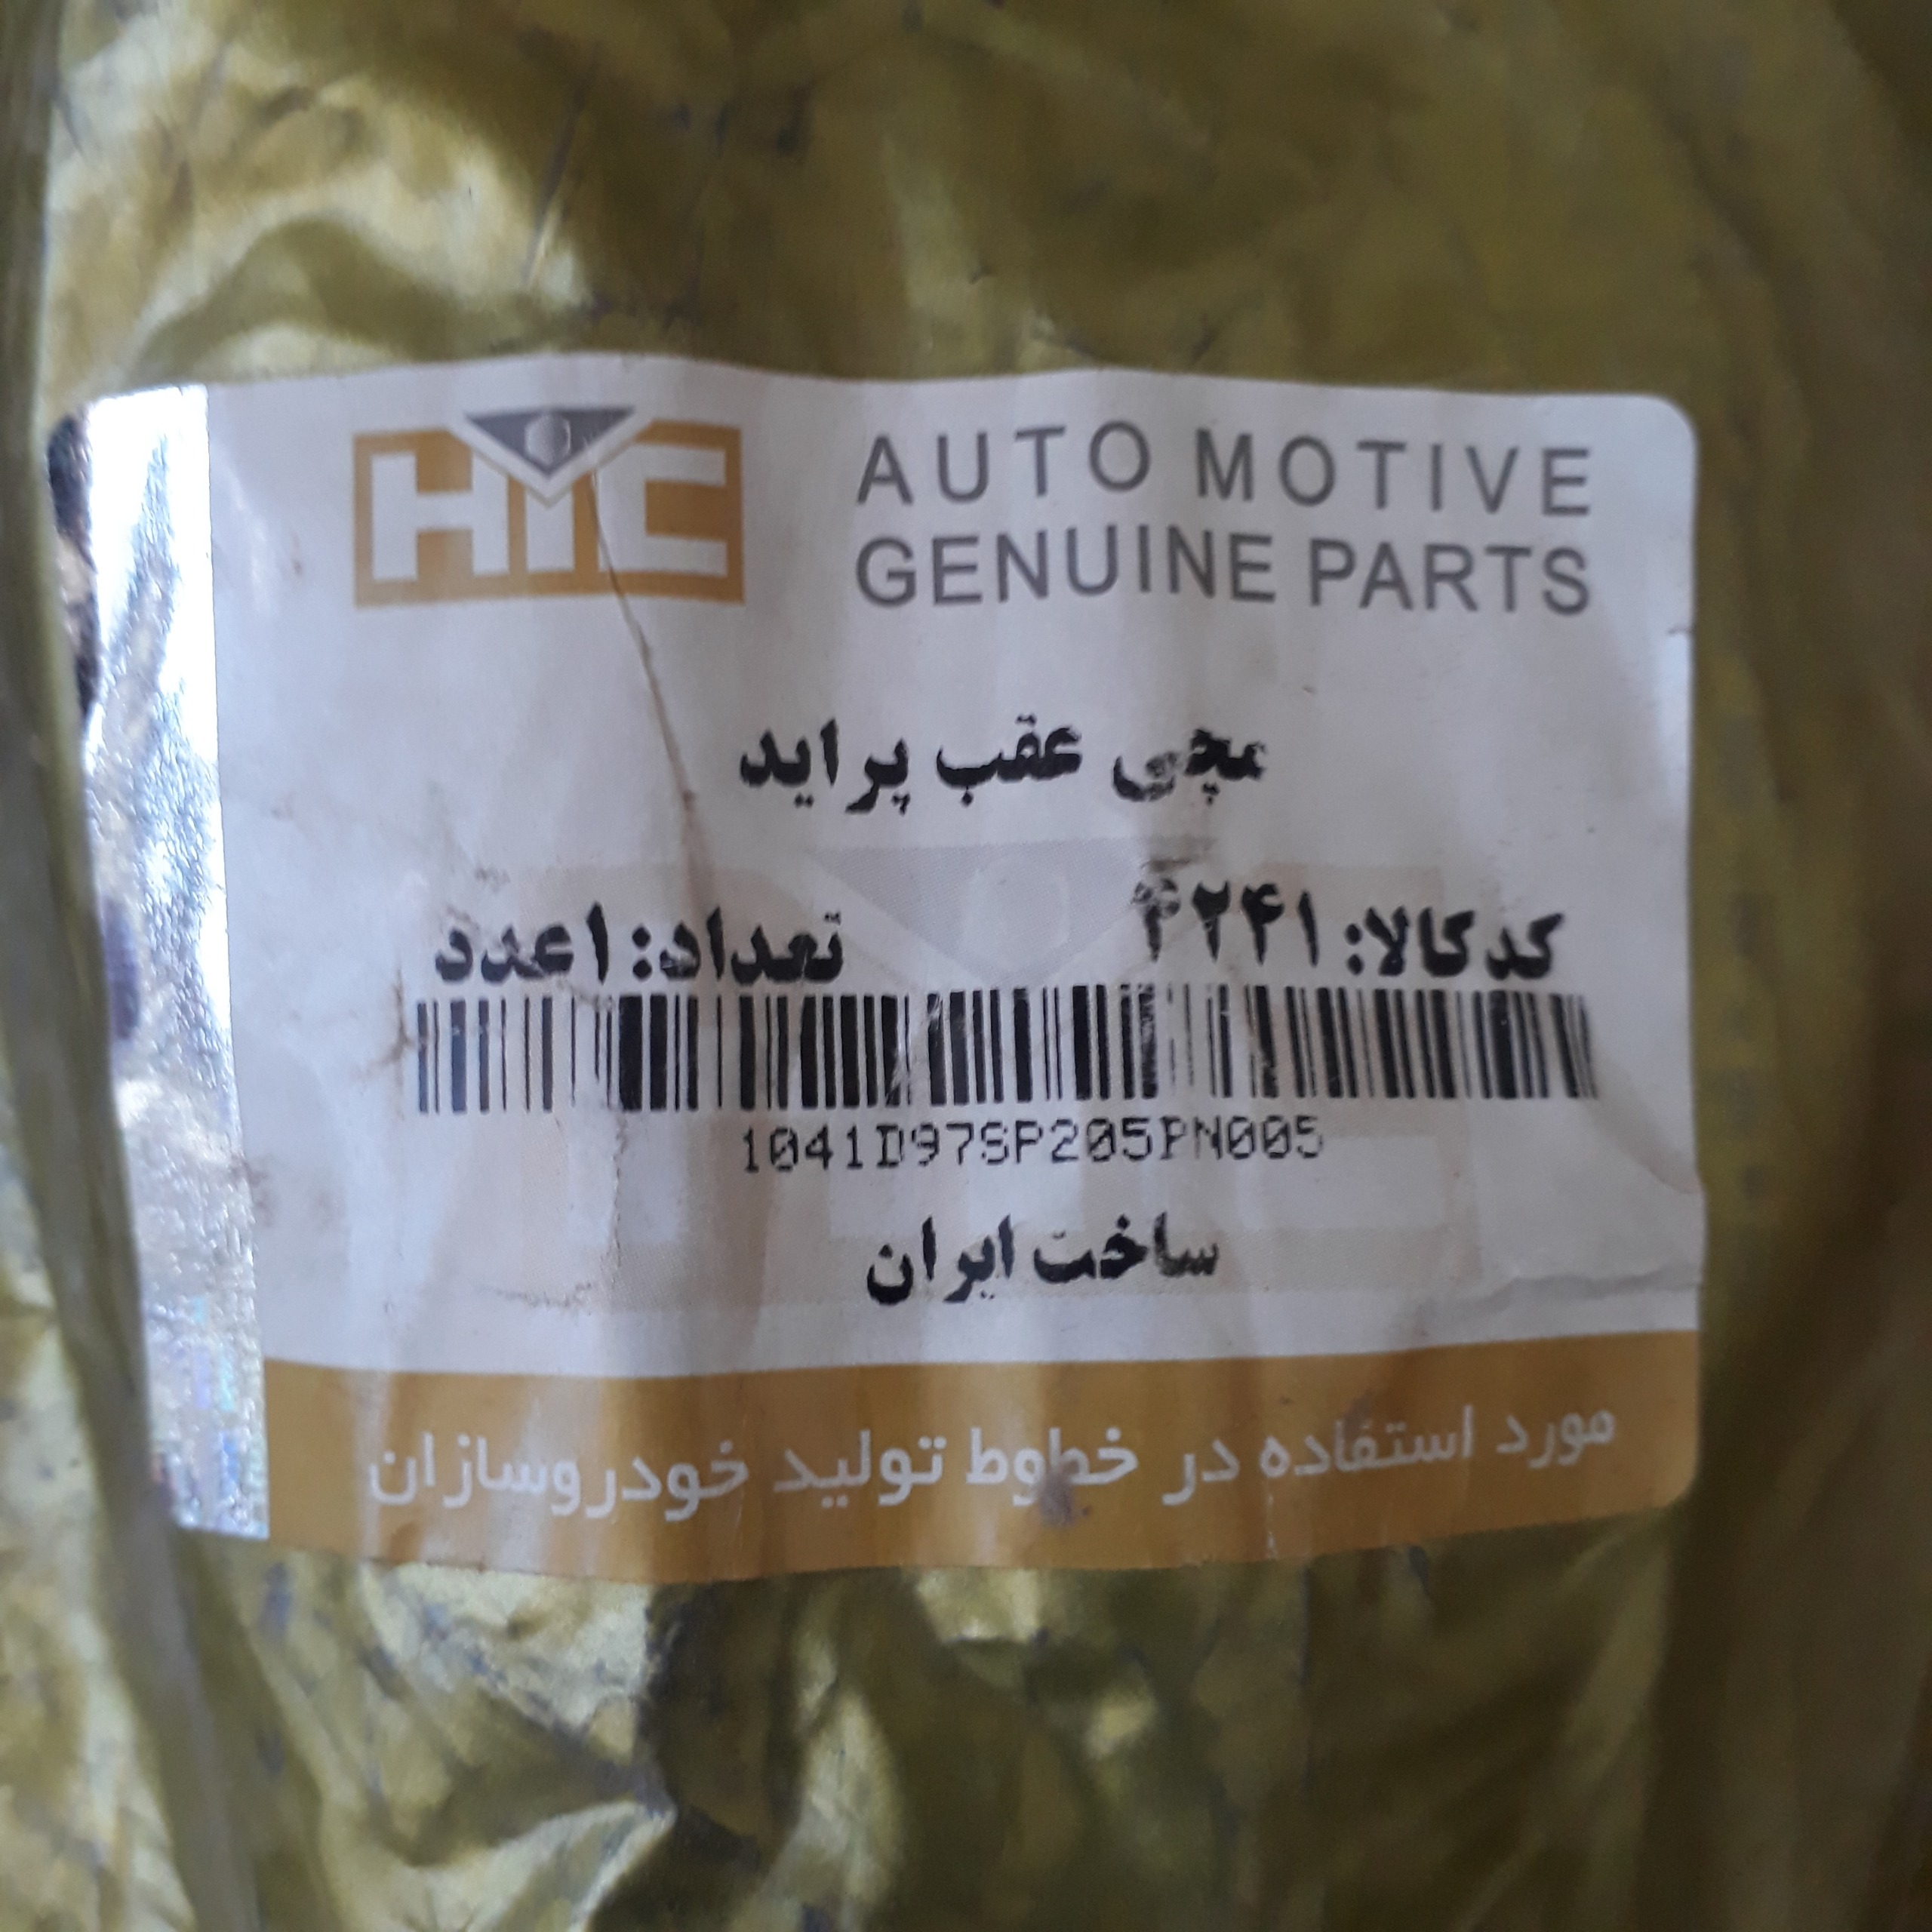 HIC
AUTO MOTIVE
GENUINE PARTS
مچی عقب پراید
کدکالا: ۴۲۴۱ تعداد: ۱عدد
1041D97SP205PN005
ساخت ایران
مورد استفاده در خطوط تولید خودروسازان